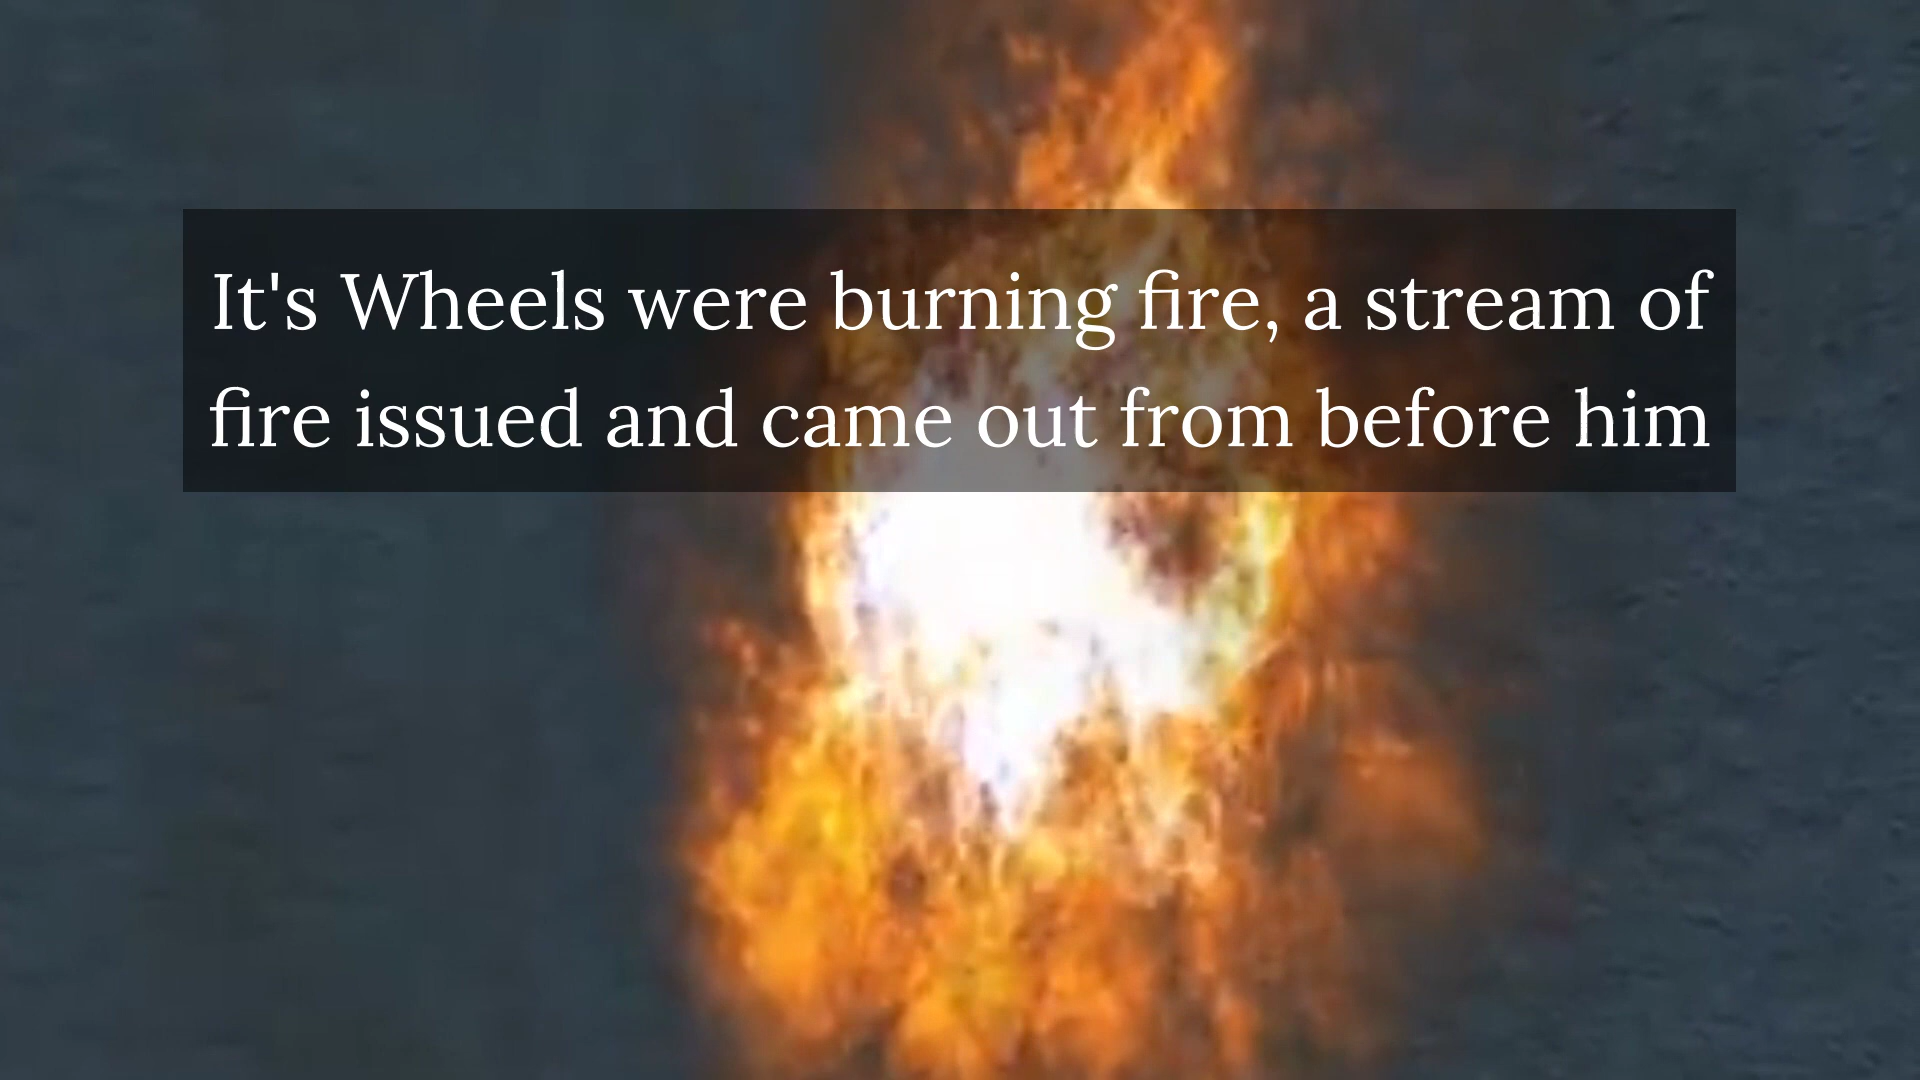 It's Wheels were burning fire, a stream of
fire issued and came out from before him